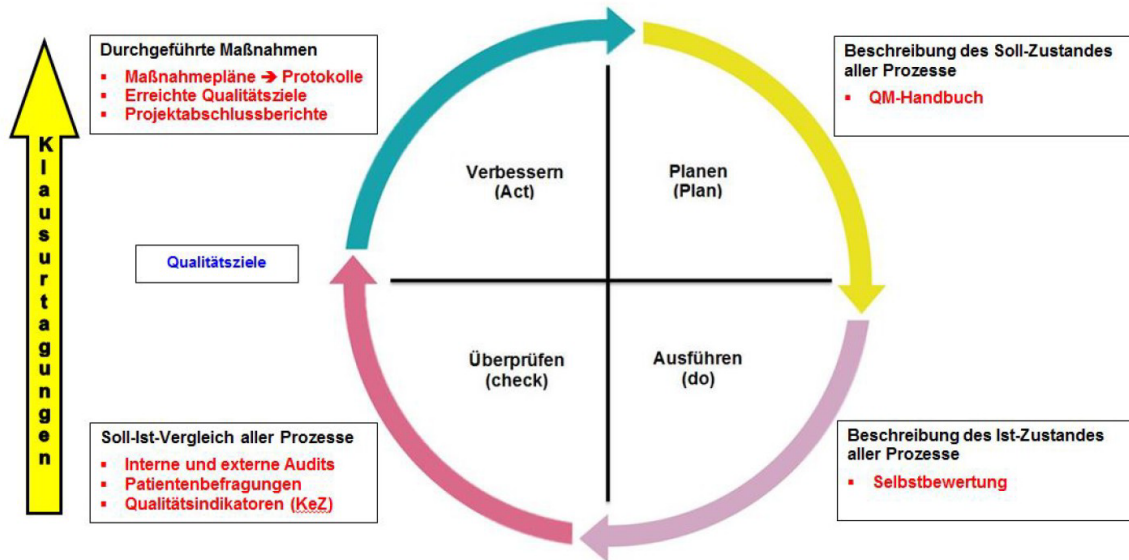 Klausurtagungen
Durchgeführte Maßnahmen
▪ Maßnahmepläne ➔ Protokolle
▪ Erreichte Qualitätsziele
▪ Projektabschlussberichte
Beschreibung des Soll-Zustandes
aller Prozesse
▪ QM-Handbuch
Verbessern
(Act)
Planen
(Plan)
Qualitätsziele
Überprüfen
(check)
Ausführen
(do)
Soll-Ist-Vergleich aller Prozesse
▪ Interne und externe Audits
▪ Patientenbefragungen
▪ Qualitätsindikatoren (KeZ)
Beschreibung des Ist-Zustandes
aller Prozesse
▪ Selbstbewertung